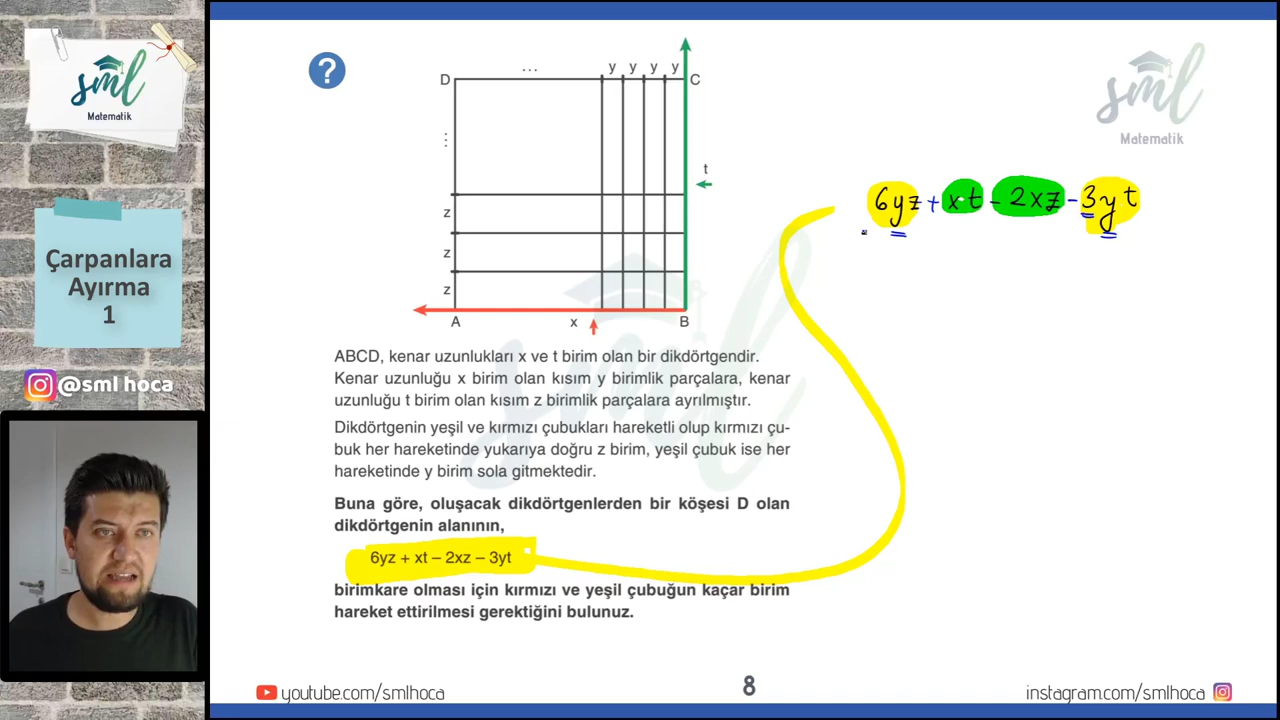 sml
Matematik
Çarpanlara
Ayırma
1
@sml hoca
?
D
...
y y y y
C
t
z
z
z
A
x
B
ABCD, kenar uzunlukları x ve t birim olan bir dikdörtgendir.
Kenar uzunluğu x birim olan kısım y birimlik parçalara, kenar
uzunluğu t birim olan kısım z birimlik parçalara ayrılmıştır.
Dikdörtgenin yeşil ve kırmızı çubukları hareketli olup kırmızı çu-
buk her hareketinde yukarıya doğru z birim, yeşil çubuk ise her
hareketinde y birim sola gitmektedir.
Buna göre, oluşacak dikdörtgenlerden bir köşesi D olan
dikdörtgenin alanının,
6yz + xt – 2xz – 3yt
birimkare olması için kırmızı ve yeşil çubuğun kaçar birim
hareket ettirilmesi gerektiğini bulunuz.
sml
Matematik
6yz + xt - 2xz - 3yt
youtube.com/smlhoca
8
instagram.com/smlhoca